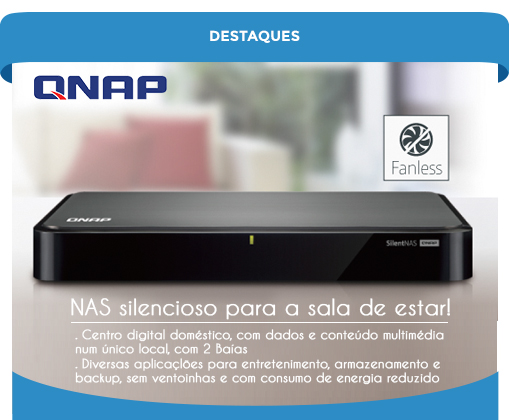 DESTAQUES
QNAP
Fanless
QNAP
SilentNAS
NAS silencioso para a sala de estar!
. Centro digital doméstico, com dados e conteúdo multimédia
num único local, com 2 Baías
. Diversas aplicações para entretenimento, armazenamento e
backup, sem ventoinhas e com consumo de energia reduzido